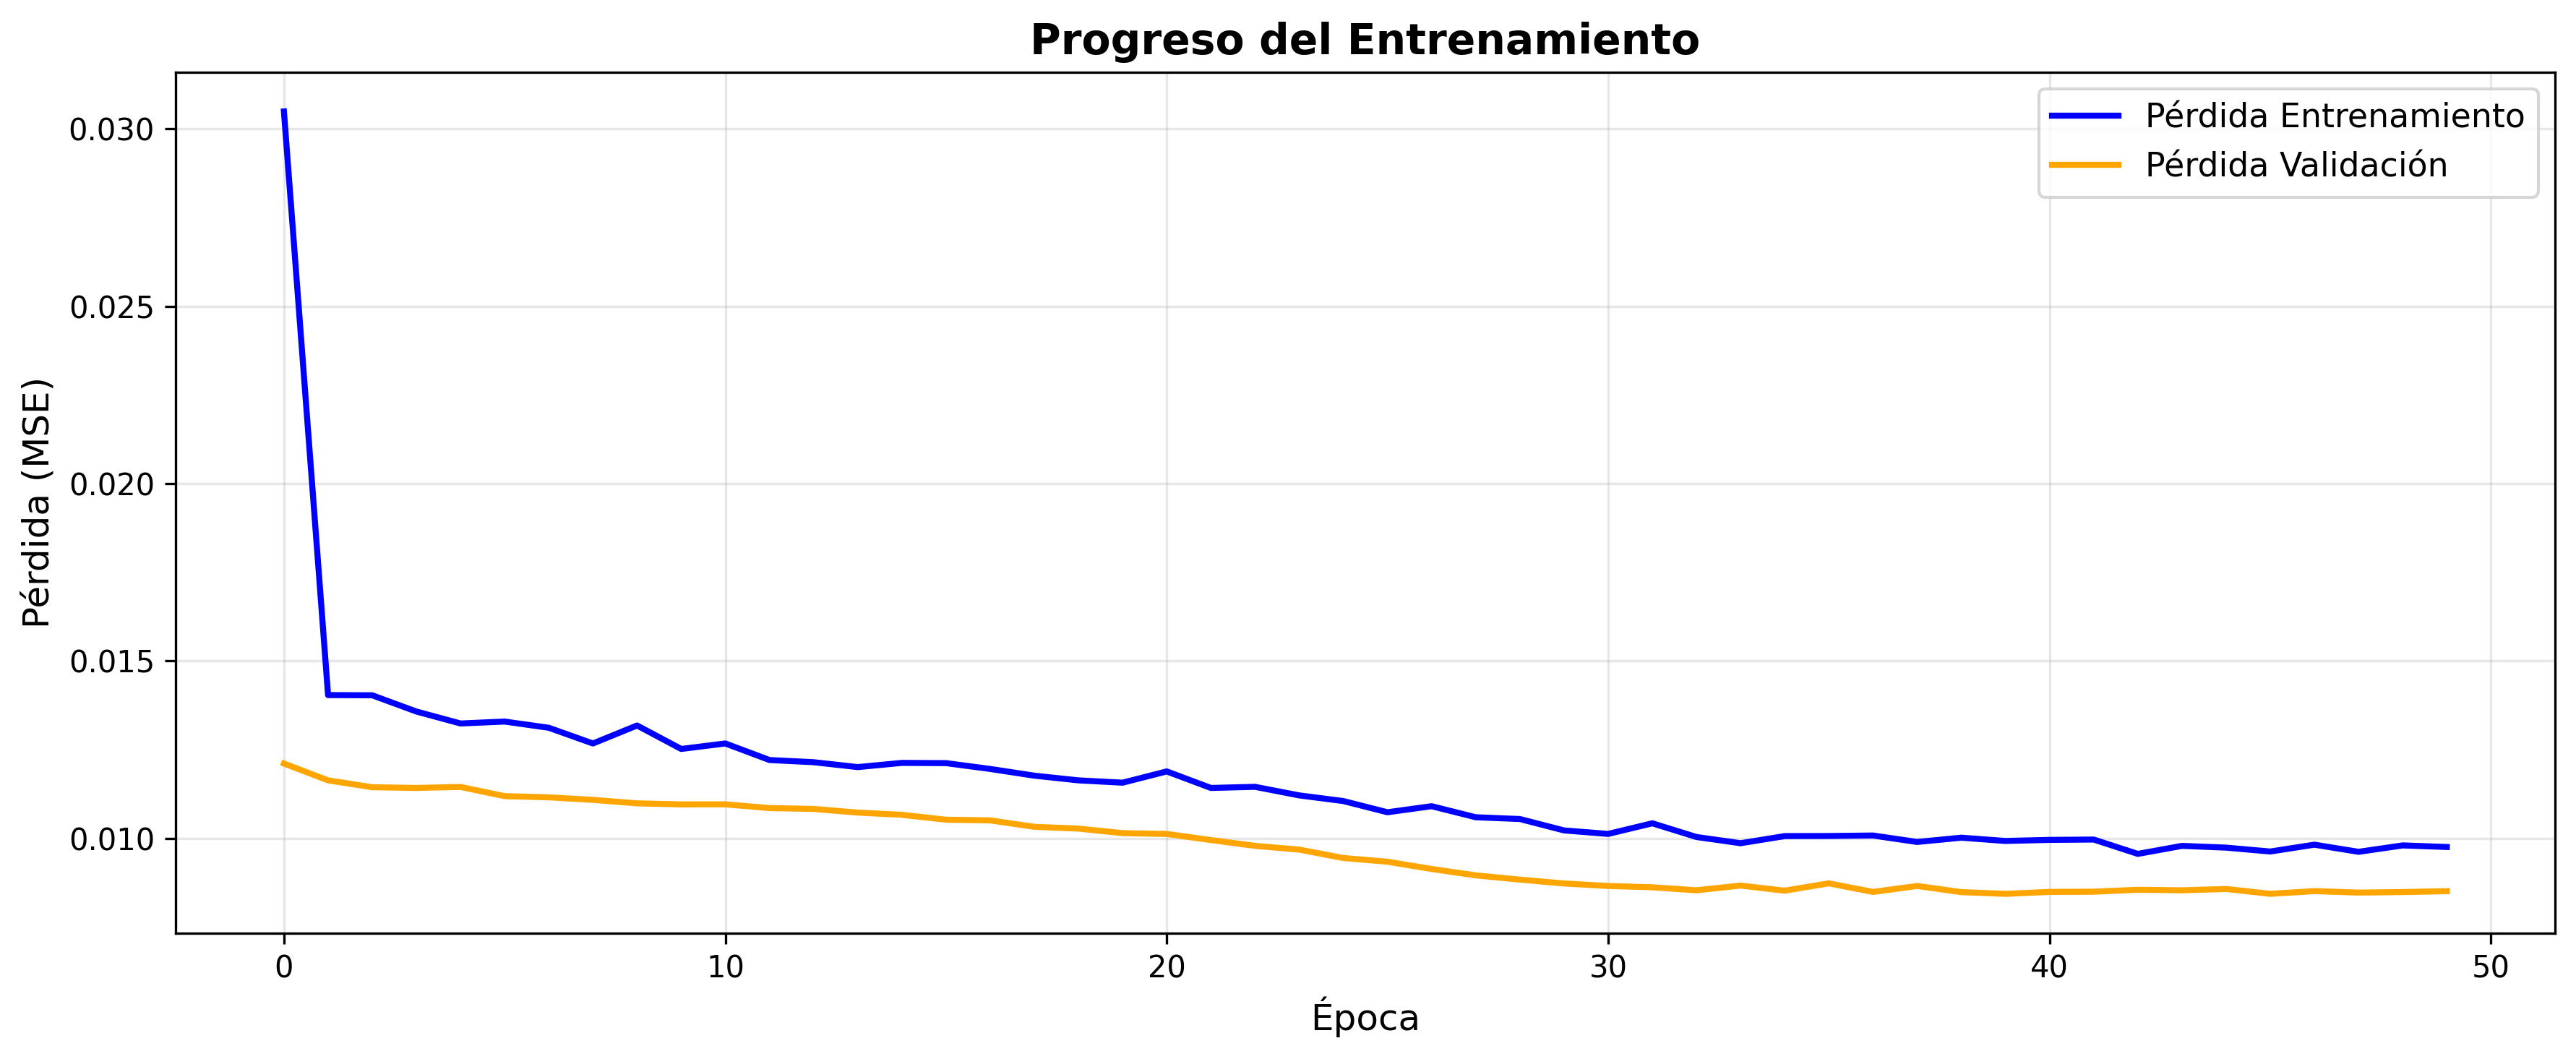 Progreso del Entrenamiento
Pérdida Entrenamiento
Pérdida Validación
Pérdida (MSE)
0.030
0.025
0.020
0.015
0.010
0 10 20 30 40 50
Época